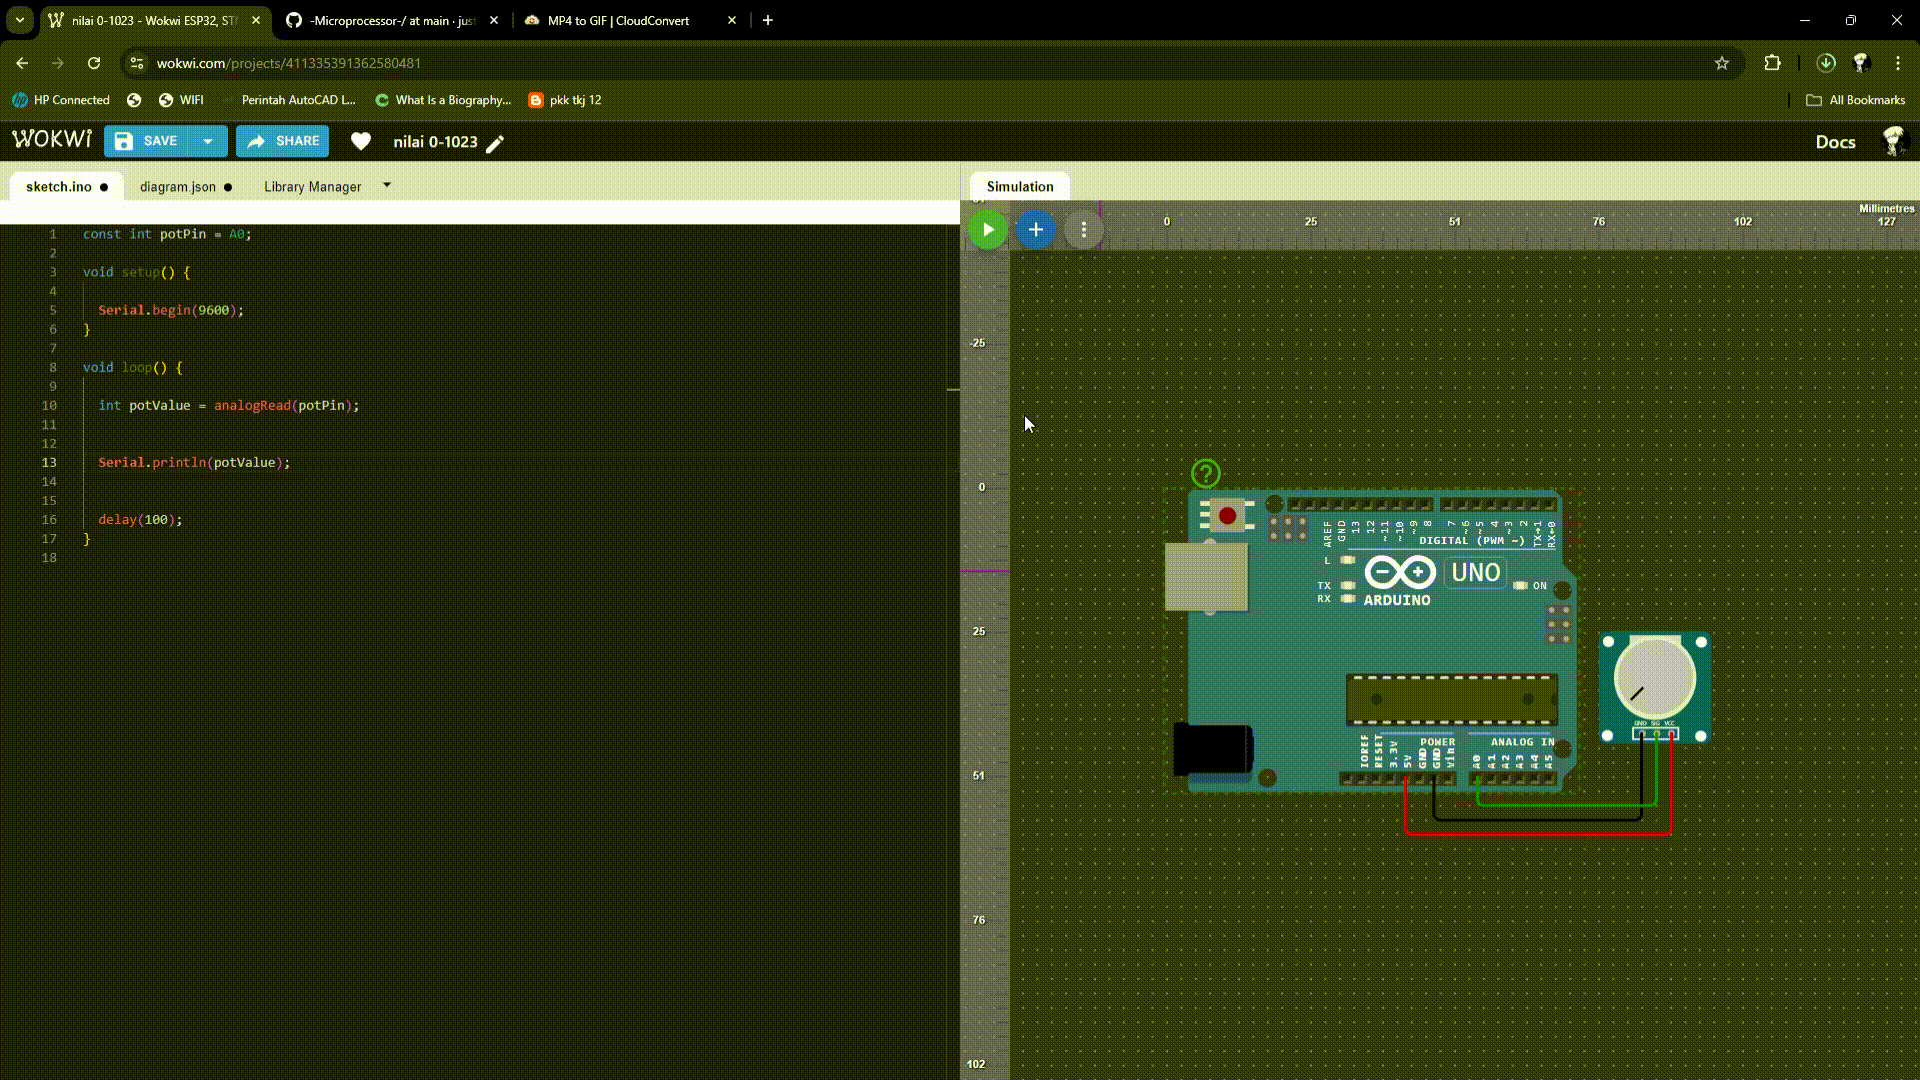 nilai 0-1023 - Wokwi ESP32, ST
-Microprocessor-/ at main · jus
MP4 to GIF | CloudConvert
wokwi.com/projects/411335391362580481
HP Connected
WIFI
Perintah AutoCAD L...
What Is a Biography...
pkk tkj 12
All Bookmarks
WOKWI
SAVE
SHARE
nilai 0-1023
Docs
sketch.ino
diagram.json
Library Manager
1 const int potPin = A0;
2
3 void setup() {
4
5 Serial.begin(9600);
6 }
7
8 void loop() {
9
10 int potValue = analogRead(potPin);
11
12
13 Serial.println(potValue);
14
15
16 delay(100);
17 }
18
Simulation
Millimetres
0 25 51 76 102 127
-25
0
25
51
76
102
AREF GND 13 12 ~11 ~10 ~9 8 7 ~6 ~5 4 ~3 2 TX→1 RX←0
DIGITAL (PWM ~)
L
TX
RX
UNO
ON
ARDUINO
POWER
ANALOG IN
IOREF RESET 3.3V 5V GND GND Vin A0 A1 A2 A3 A4 A5
GND SIG VCC